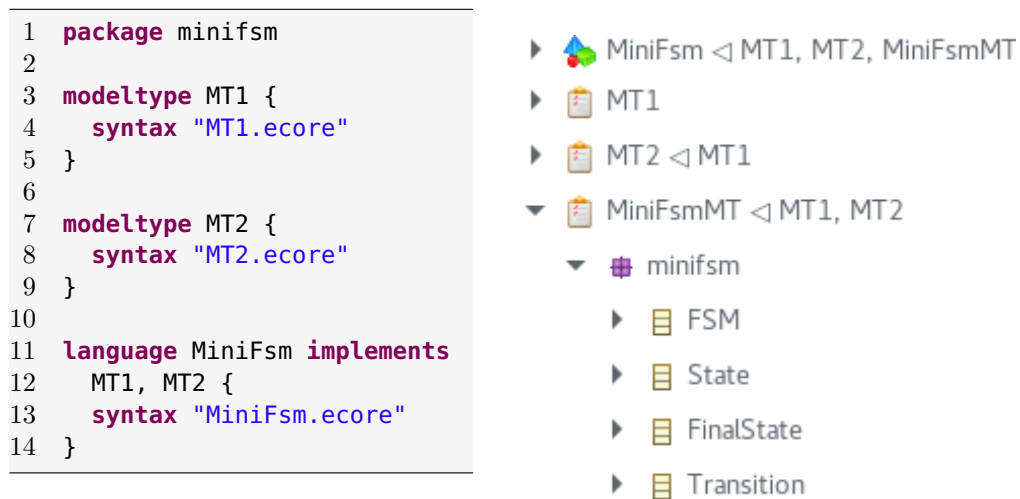 1 package minifsm
2
3 modeltype MT1 {
4 syntax "MT1.ecore"
5 }
6
7 modeltype MT2 {
8 syntax "MT2.ecore"
9 }
10
11 language MiniFsm implements
12 MT1, MT2 {
13 syntax "MiniFsm.ecore"
14 }
MiniFsm ◁ MT1, MT2, MiniFsmMT
MT1
MT2 ◁ MT1
MiniFsmMT ◁ MT1, MT2
minifsm
FSM
State
FinalState
Transition